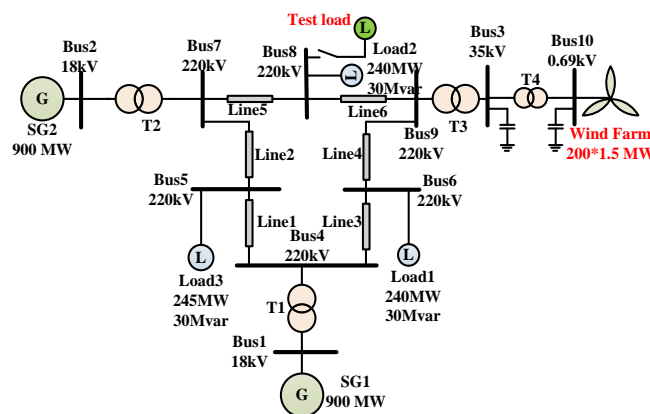 Test load
L
Bus2
18kV
G
SG2
900 MW
T2
Bus7
220kV
Line5
Bus8
220kV
L
Load2
240MW
30Mvar
Line6
Bus9
220kV
T3
Bus3
35kV
T4
Bus10
0.69kV
Wind Farm
200*1.5 MW
Line2
Line4
Bus5
220kV
Bus6
220kV
Line1
Line3
Bus4
220kV
L
Load3
245MW
30Mvar
L
Load1
240MW
30Mvar
T1
Bus1
18kV
G
SG1
900 MW